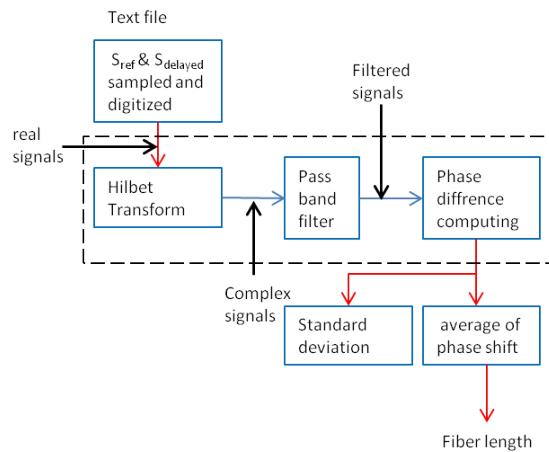 Text file
Sref & Sdelayed
sampled and
digitized
Filtered
signals
real
signals
Hilbet
Transform
Pass
band
filter
Phase
diffrence
computing
Complex
signals
Standard
deviation
average of
phase shift
Fiber length